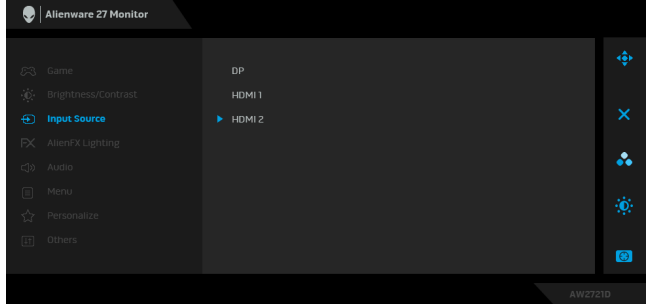 Alienware 27 Monitor
Game
Brightness/Contrast
Input Source
AlienFX Lighting
Audio
Menu
Personalize
Others
DP
HDMI 1
HDMI 2
AW2721D